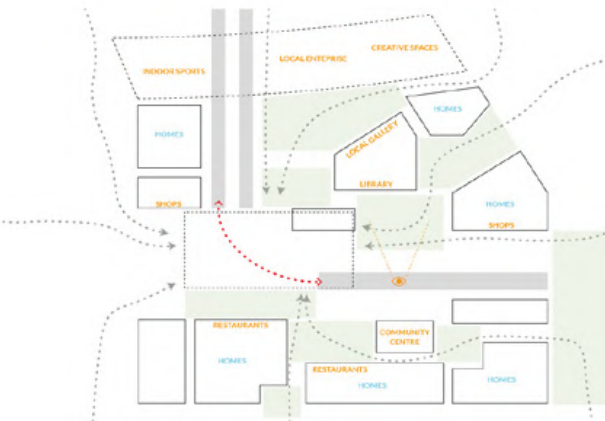 CREATIVE SPACES
LOCAL ENTEPRISE
INDOOR SPORTS
HOMES
HOMES
LOCAL GALLERY
LIBRARY
SHOPS
HOMES
SHOPS
RESTAURANTS
HOMES
COMMUNITY
CENTRE
RESTAURANTS
HOMES
HOMES